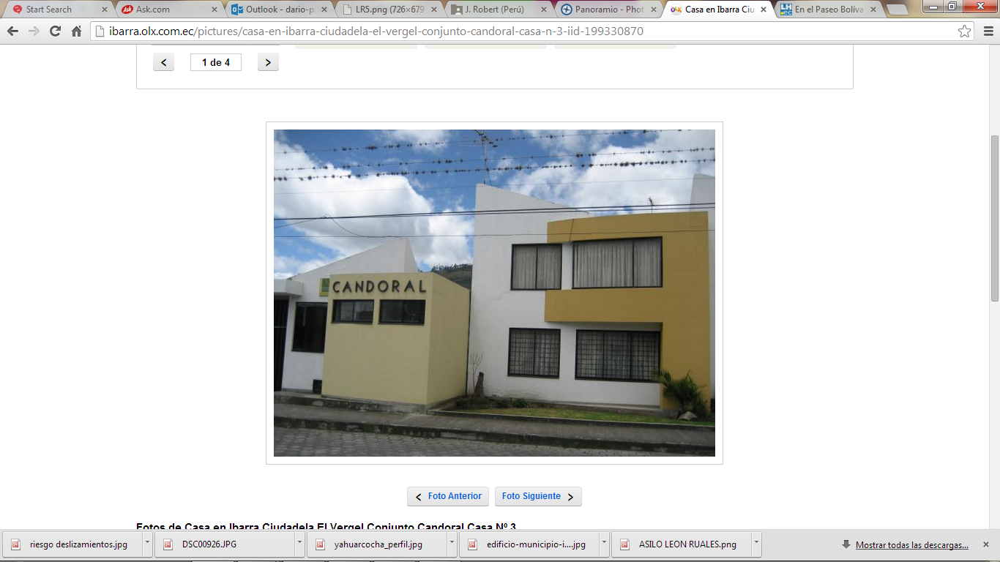 Start Search
Ask.com
Outlook - dario-p
LR5.png (726×679
J. Robert (Perú)
Panoramio - Phot
Casa en Ibarra Ciu
En el Paseo Bolíva
ibarra.olx.com.ec/pictures/casa-en-ibarra-ciudadela-el-vergel-conjunto-candoral-casa-n-3-iid-199330870
< 1 de 4 >
CANDORAL
< Foto Anterior Foto Siguiente >
Fotos de Casa en Ibarra Ciudadela El Vergel Conjunto Candoral Casa Nº 3
riesgo deslizamientos.jpg
DSC00926.JPG
yahuarcocha_perfil.jpg
edificio-municipio-i....jpg
ASILO LEON RUALES.png
Mostrar todas las descargas...